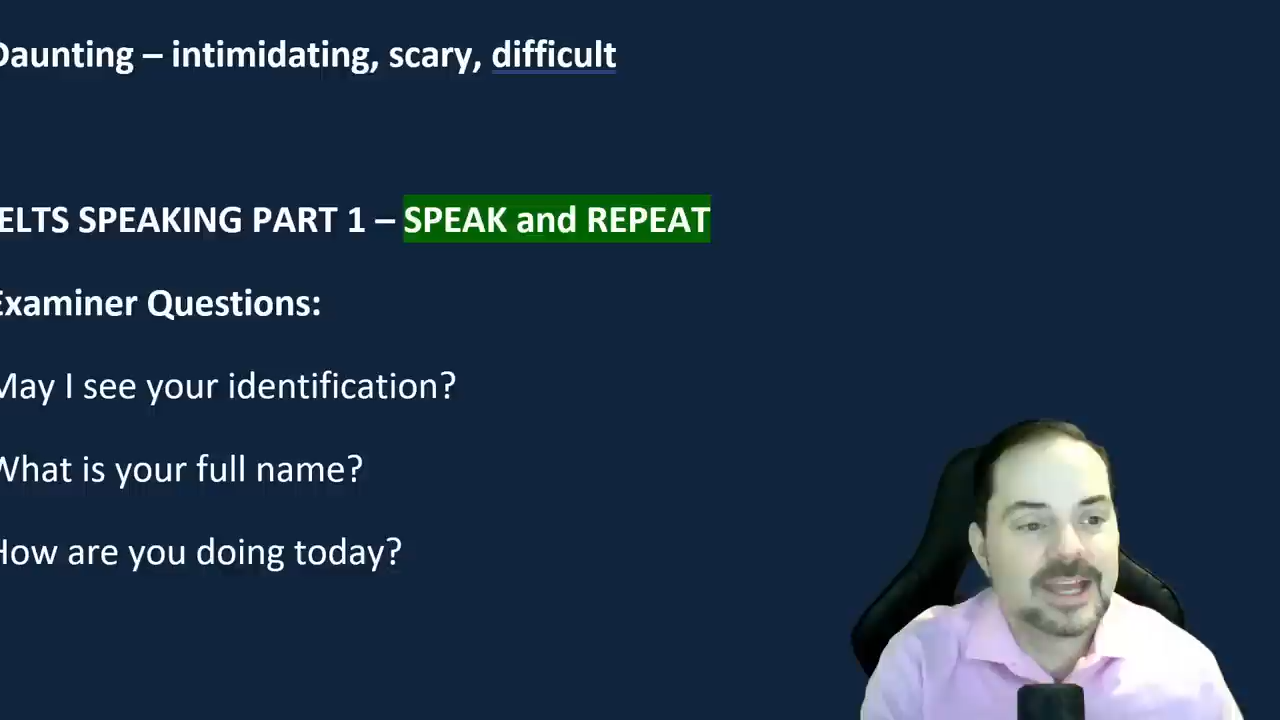 Daunting – intimidating, scary, difficult
IELTS SPEAKING PART 1 – SPEAK and REPEAT
Examiner Questions:
May I see your identification?
What is your full name?
How are you doing today?